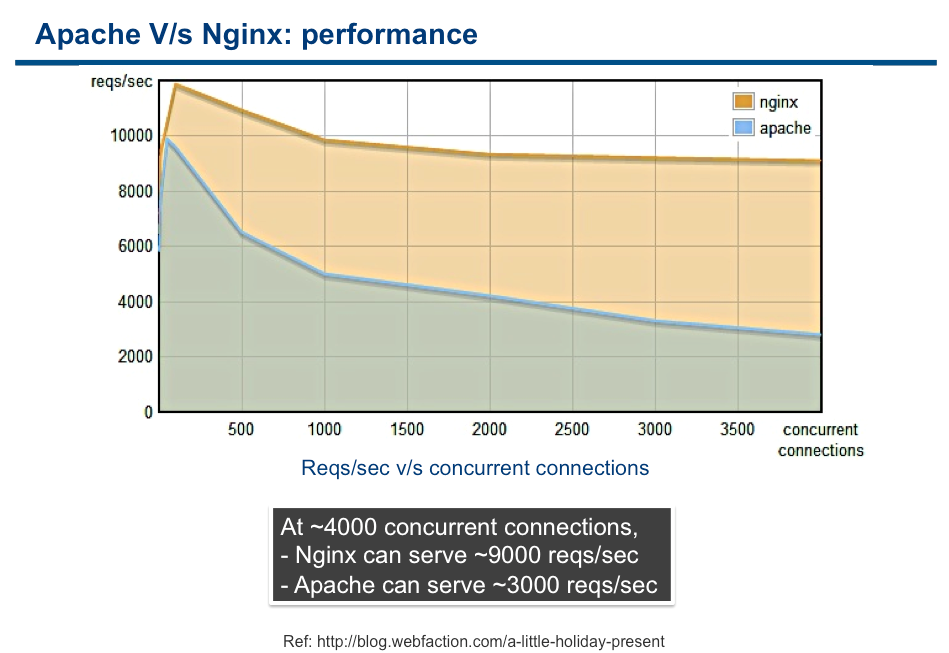 Apache V/s Nginx: performance
reqs/sec
nginx
apache
10000
8000
6000
4000
2000
0
500 1000 1500 2000 2500 3000 3500 concurrent
connections
Reqs/sec v/s concurrent connections
At ~4000 concurrent connections,
- Nginx can serve ~9000 reqs/sec
- Apache can serve ~3000 reqs/sec
Ref: http://blog.webfaction.com/a-little-holiday-present